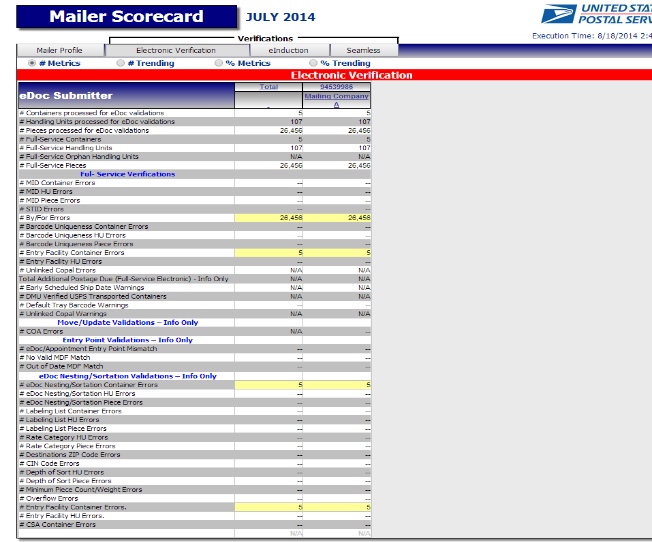 Mailer Scorecard JULY 2014
UNITED STAT
POSTAL SERV
Execution Time: 8/18/2014 2:4
Verifications
Mailer Profile Electronic Verification eInduction Seamless
# Metrics # Trending % Metrics % Trending
Electronic Verification
eDoc Submitter Total 94539986
Mailing Company
A
# Containers processed for eDoc validations 5 5
# Handling Units processed for eDoc validations 107 107
# Pieces processed for eDoc validations 26,456 26,456
# Full-Service Containers 5 5
# Full-Service Handling Units 107 107
# Full-Service Orphan Handling Units N/A N/A
# Full-Service Pieces 26,456 26,456
Ful- Service Verifications
# MID Container Errors -- --
# MID HU Errors -- --
# MID Piece Errors -- --
# STID Errors -- --
# By/For Errors 26,456 26,456
# Barcode Uniqueness Container Errors -- --
# Barcode Uniqueness HU Errors -- --
# Barcode Uniqueness Piece Errors -- --
# Entry Facility Container Errors 5 5
# Entry Facility HU Errors -- --
# Unlinked Copal Errors N/A N/A
Total Additional Postage Due (Full-Service Electronic) - Info Only N/A N/A
# Early Scheduled Ship Date Warnings N/A N/A
# DMU Verified USPS Transported Containers N/A N/A
# Default Tray Barcode Warnings -- --
# Unlinked Copal Warnings N/A N/A
Move/Update Validations -- Info Only
# COA Errors N/A --
Entry Point Validations -- Info Only
# eDoc/Appointment Entry Point Mismatch -- --
# No Valid MDF Match -- --
# Out of Date MDF Match -- --
eDoc Nesting/Sortation Validations -- Info Only
# eDoc Nesting/Sortation Container Errors 5 5
# eDoc Nesting/Sortation HU Errors -- --
# eDoc Nesting/Sortation Piece Errors -- --
# Labeling List Container Errors -- --
# Labeling List HU Errors -- --
# Labeling List Piece Errors -- --
# Rate Category HU Errors -- --
# Rate Category Piece Errors -- --
# Destinations ZIP Code Errors -- --
# CIN Code Errors -- --
# Depth of Sort HU Errors -- --
# Depth of Sort Piece Errors -- --
# Minimum Piece Count/Weight Errors -- --
# Overflow Errors -- --
# Entry Facility Container Errors. 5 5
# Entry Facility HU Errors. -- --
# CSA Container Errors -- --
N/A N/A